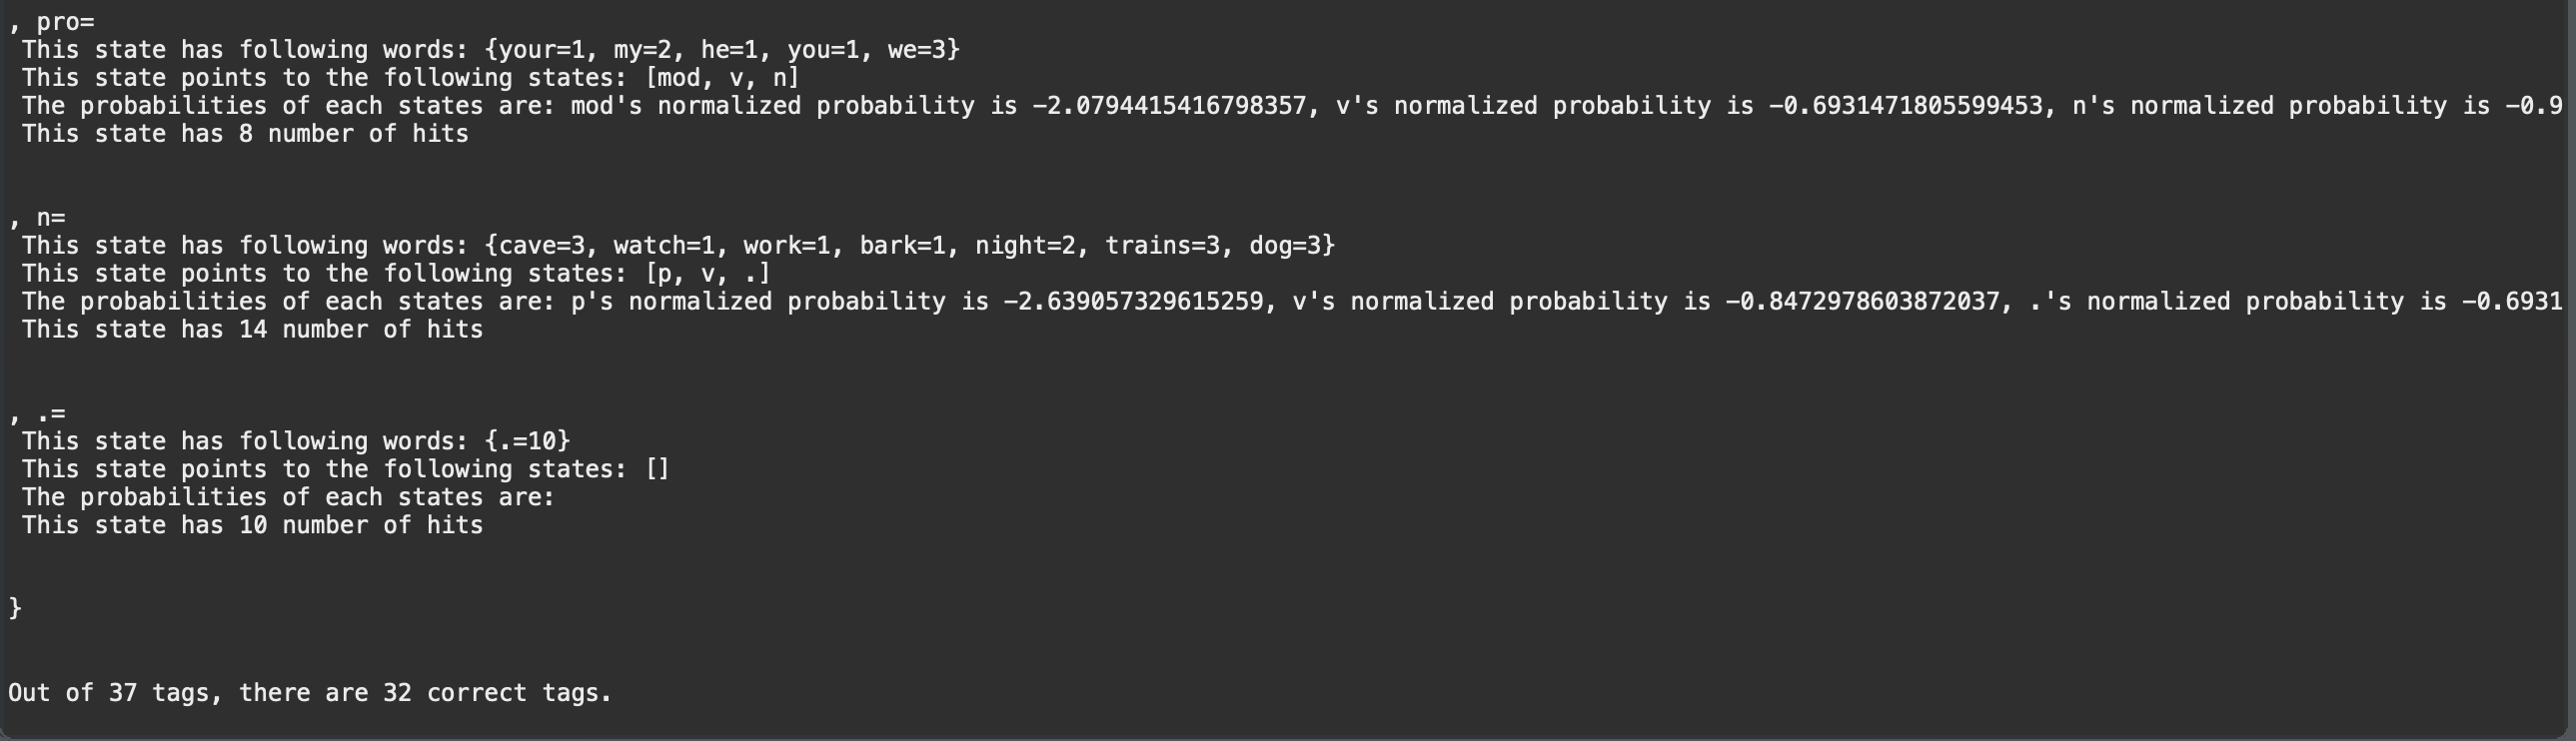 , pro=
This state has following words: {your=1, my=2, he=1, you=1, we=3}
This state points to the following states: [mod, v, n]
The probabilities of each states are: mod's normalized probability is -2.0794415416798357, v's normalized probability is -0.6931471805599453, n's normalized probability is -0.9
This state has 8 number of hits
, n=
This state has following words: {cave=3, watch=1, work=1, bark=1, night=2, trains=3, dog=3}
This state points to the following states: [p, v, .]
The probabilities of each states are: p's normalized probability is -2.639057329615259, v's normalized probability is -0.8472978603872037, .'s normalized probability is -0.6931
This state has 14 number of hits
, .=
This state has following words: {.=10}
This state points to the following states: []
The probabilities of each states are:
This state has 10 number of hits
}
Out of 37 tags, there are 32 correct tags.